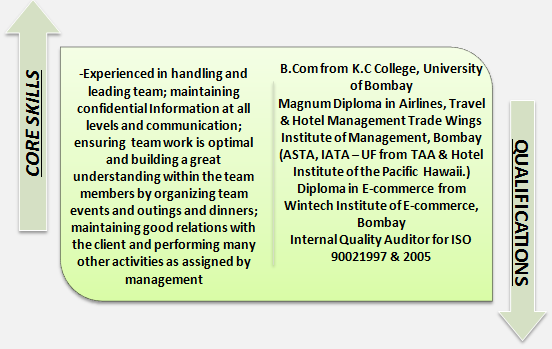 CORE SKILLS
-Experienced in handling and
leading team; maintaining
confidential Information at all
levels and communication;
ensuring team work is optimal
and building a great
understanding within the team
members by organizing team
events and outings and dinners;
maintaining good relations with
the client and performing many
other activities as assigned by
management
B.Com from K.C College, University
of Bombay
Magnum Diploma in Airlines, Travel
& Hotel Management Trade Wings
Institute of Management, Bombay
(ASTA, IATA – UF from TAA & Hotel
Institute of the Pacific Hawaii.)
Diploma in E-commerce from
Wintech Institute of E-commerce,
Bombay
Internal Quality Auditor for ISO
90021997 & 2005
QUALIFICATIONS